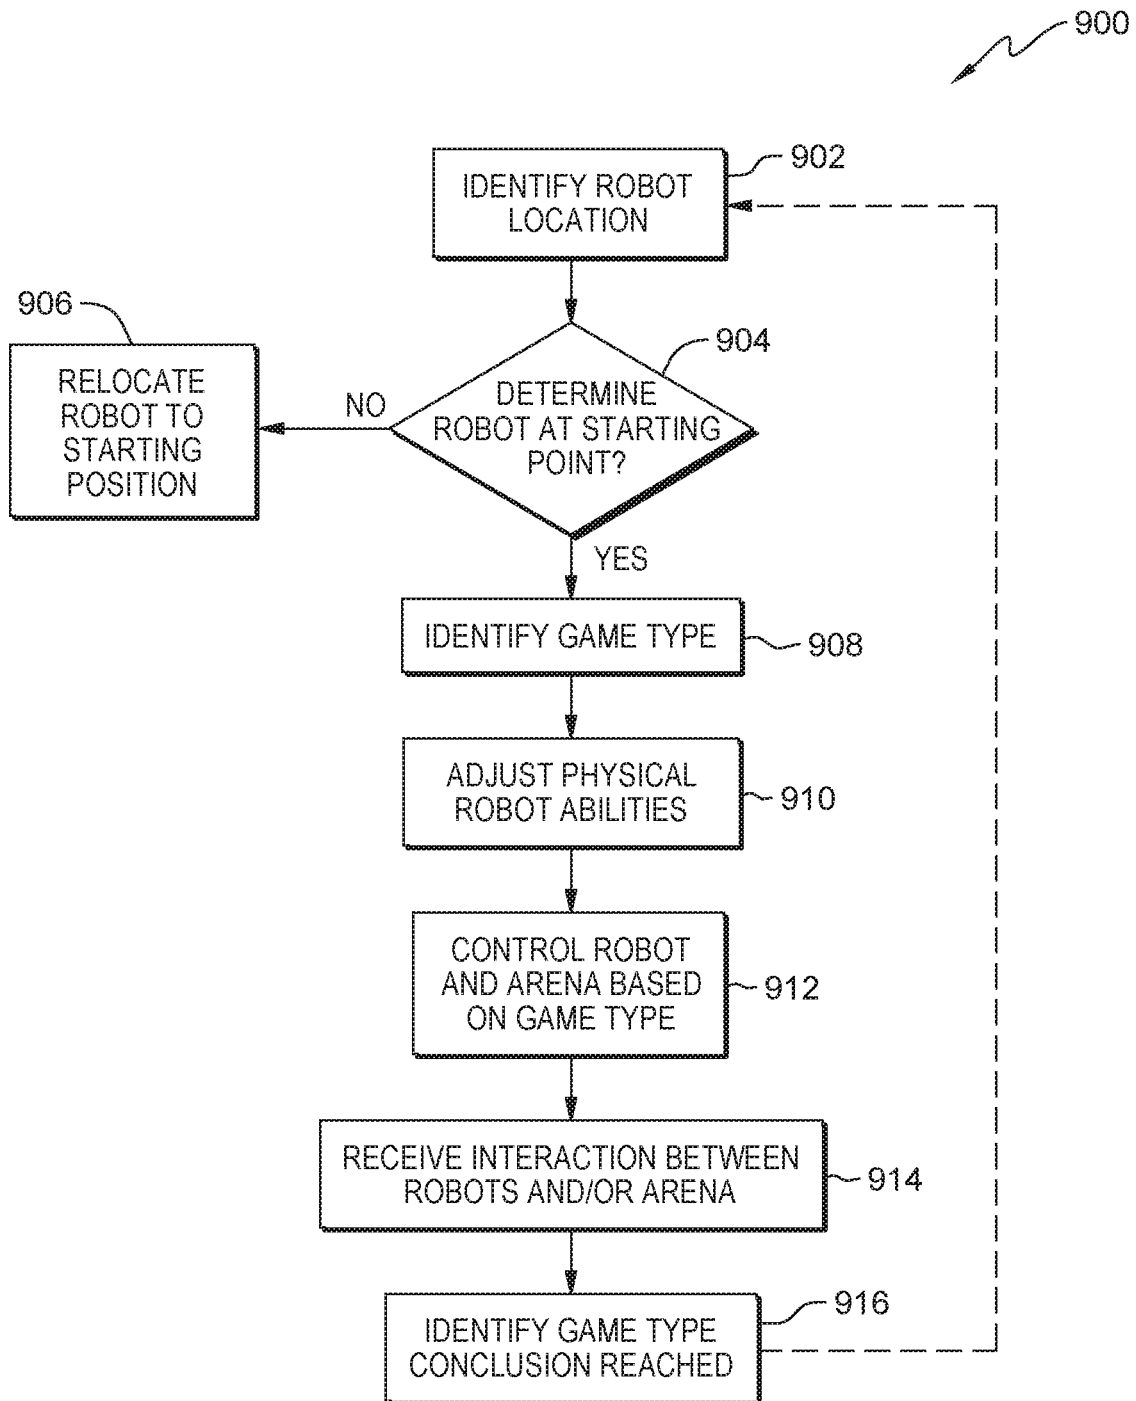 900
902
IDENTIFY ROBOT
LOCATION
906
904
RELOCATE
ROBOT TO
STARTING
POSITION
NO
DETERMINE
ROBOT AT STARTING
POINT?
YES
IDENTIFY GAME TYPE
908
ADJUST PHYSICAL
ROBOT ABILITIES
910
CONTROL ROBOT
AND ARENA BASED
ON GAME TYPE
912
RECEIVE INTERACTION BETWEEN
ROBOTS AND/OR ARENA
914
916
IDENTIFY GAME TYPE
CONCLUSION REACHED